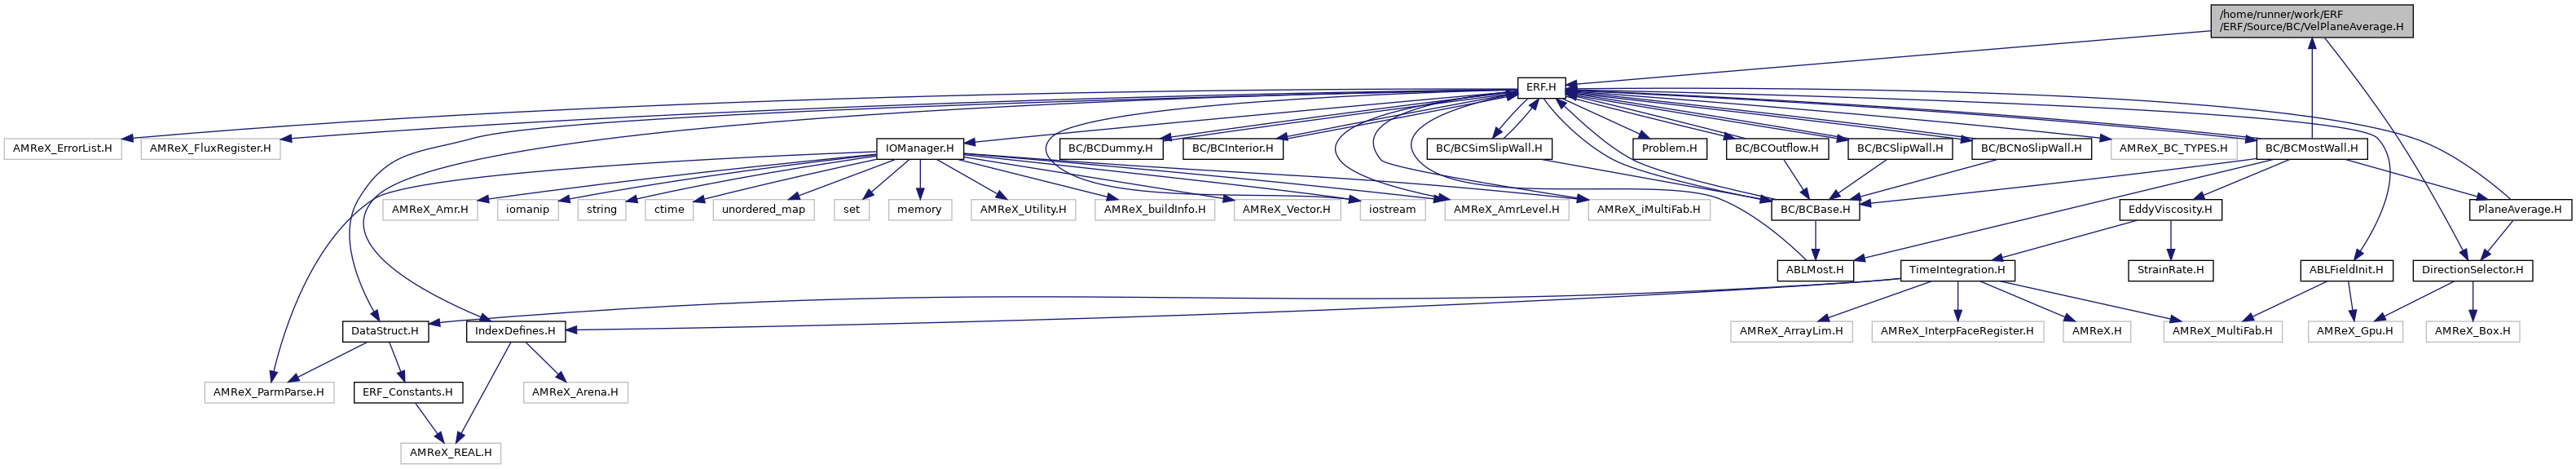 /home/runner/work/ERF
/ERF/Source/BC/VelPlaneAverage.H
ERF.H
AMReX_ErrorList.H
AMReX_FluxRegister.H
IOManager.H
BC/BCDummy.H
BC/BCInterior.H
BC/BCSimSlipWall.H
Problem.H
BC/BCOutflow.H
BC/BCSlipWall.H
BC/BCNoSlipWall.H
AMReX_BC_TYPES.H
BC/BCMostWall.H
AMReX_Amr.H
iomanip
string
ctime
unordered_map
set
memory
AMReX_Utility.H
AMReX_buildInfo.H
AMReX_Vector.H
iostream
AMReX_AmrLevel.H
AMReX_iMultiFab.H
BC/BCBase.H
EddyViscosity.H
PlaneAverage.H
ABLMost.H
TimeIntegration.H
StrainRate.H
ABLFieldInit.H
DirectionSelector.H
DataStruct.H
IndexDefines.H
AMReX_ArrayLim.H
AMReX_InterpFaceRegister.H
AMReX.H
AMReX_MultiFab.H
AMReX_Gpu.H
AMReX_Box.H
AMReX_ParmParse.H
ERF_Constants.H
AMReX_Arena.H
AMReX_REAL.H